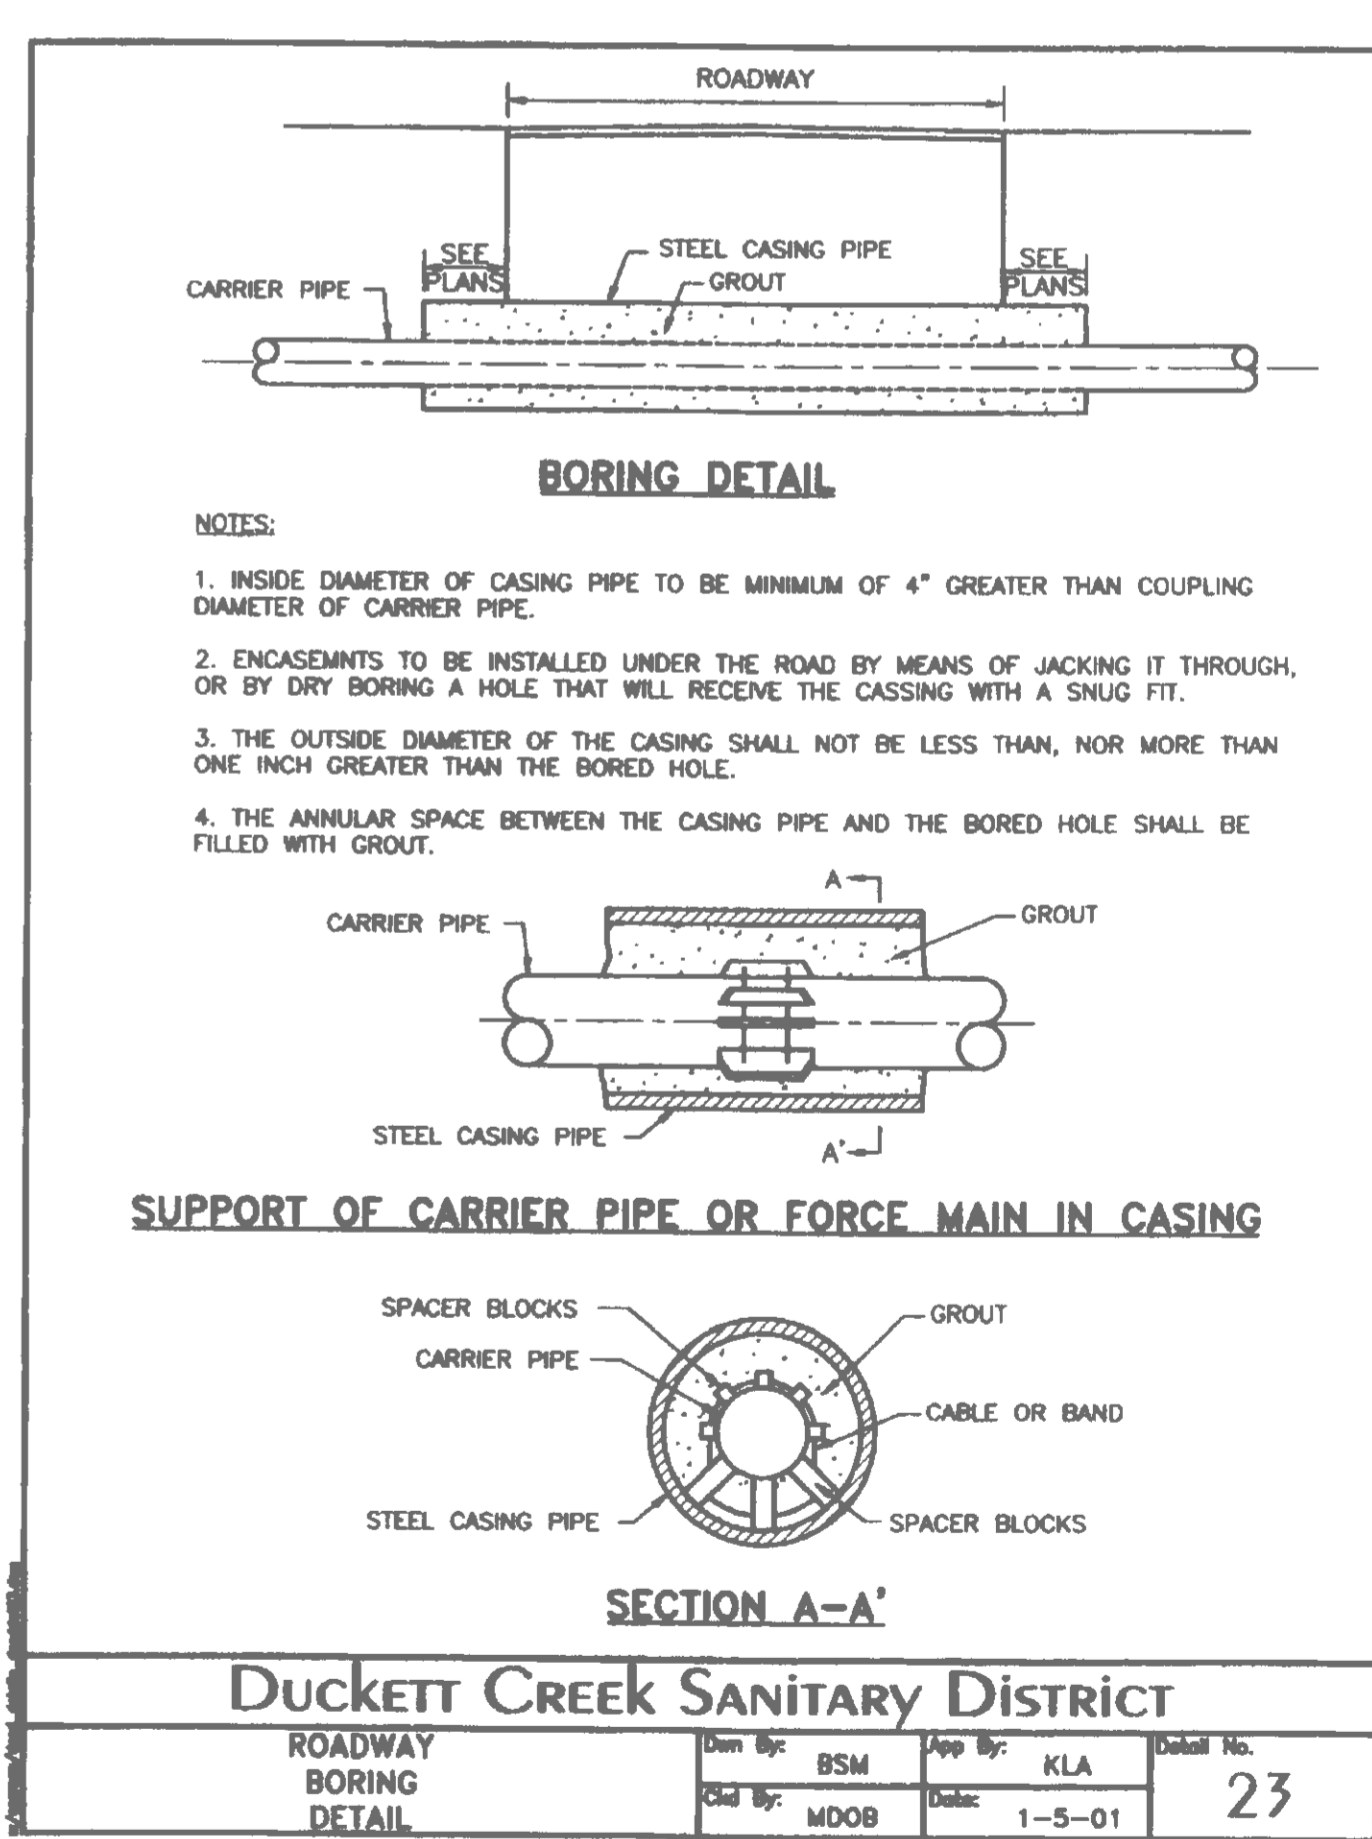 ROADWAY
SEE
PLANS
STEEL CASING PIPE
GROUT
SEE
PLANS
CARRIER PIPE
BORING DETAIL
NOTES:
1. INSIDE DIAMETER OF CASING PIPE TO BE MINIMUM OF 4" GREATER THAN COUPLING
DIAMETER OF CARRIER PIPE.
2. ENCASEMNTS TO BE INSTALLED UNDER THE ROAD BY MEANS OF JACKING IT THROUGH,
OR BY DRY BORING A HOLE THAT WILL RECEIVE THE CASSING WITH A SNUG FIT.
3. THE OUTSIDE DIAMETER OF THE CASING SHALL NOT BE LESS THAN, NOR MORE THAN
ONE INCH GREATER THAN THE BORED HOLE.
4. THE ANNULAR SPACE BETWEEN THE CASING PIPE AND THE BORED HOLE SHALL BE
FILLED WITH GROUT.
A
CARRIER PIPE
GROUT
STEEL CASING PIPE
A'
SUPPORT OF CARRIER PIPE OR FORCE MAIN IN CASING
SPACER BLOCKS
GROUT
CARRIER PIPE
CABLE OR BAND
STEEL CASING PIPE
SPACER BLOCKS
SECTION A-A'
DUCKETT CREEK SANITARY DISTRICT
ROADWAY
BORING
DETAIL
Dwn By:
BSM
App By:
KLA
Detail No.
23
Ckd By:
MDOB
Date:
1-5-01